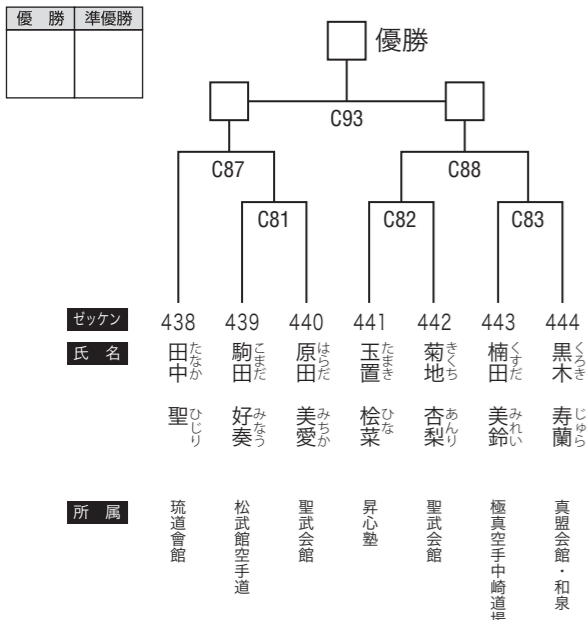 優勝 準優勝
優勝
C93
C87 C88
C81 C82 C83
ゼッケン 438 439 440 441 442 443 444
氏名
田中 聖 たなか ひじり
駒田 好奏 こまだ みなう
原田 美愛 はらだ みちか
玉置 桧菜 たまき ひな
菊地 杏梨 きくち あんり
楠田 美鈴 くすだ みれい
黒木 寿蘭 くろき じゅら
所属
琉道會館
松武館空手道
聖武会館
昇心塾
聖武会館
極真空手中崎道場
真盟会館・和泉